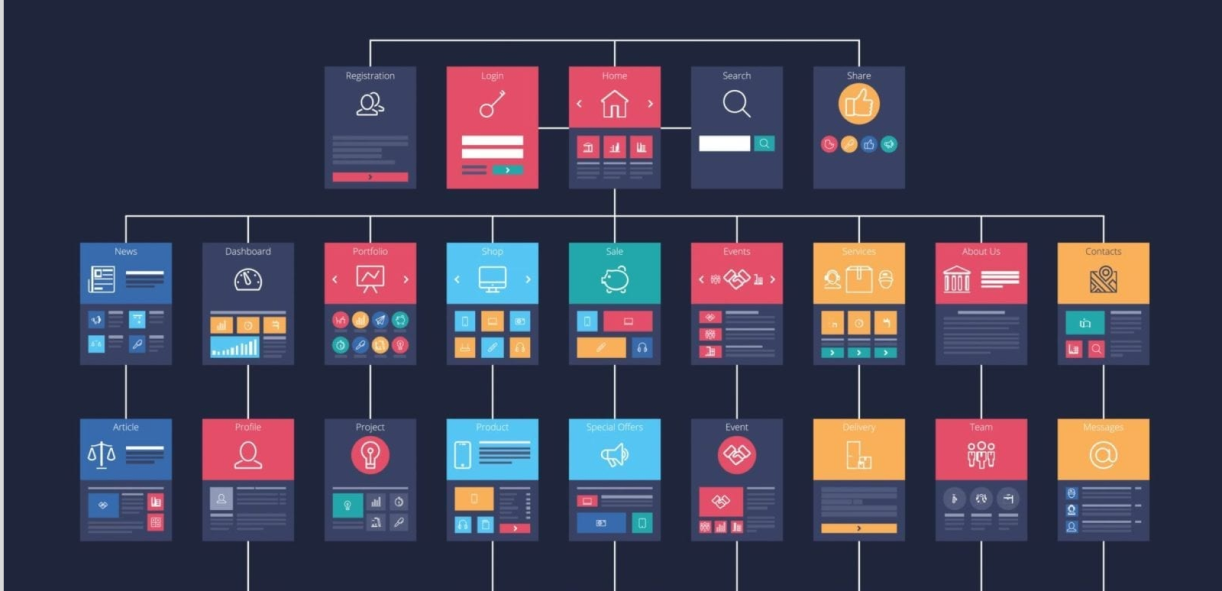 Registration
Login
Home
Search
Share
News
Dashboard
Portfolio
Shop
Sale
Events
Services
About Us
Contacts
Article
Profile
Project
Product
Special Offers
Event
Delivery
Team
Messages